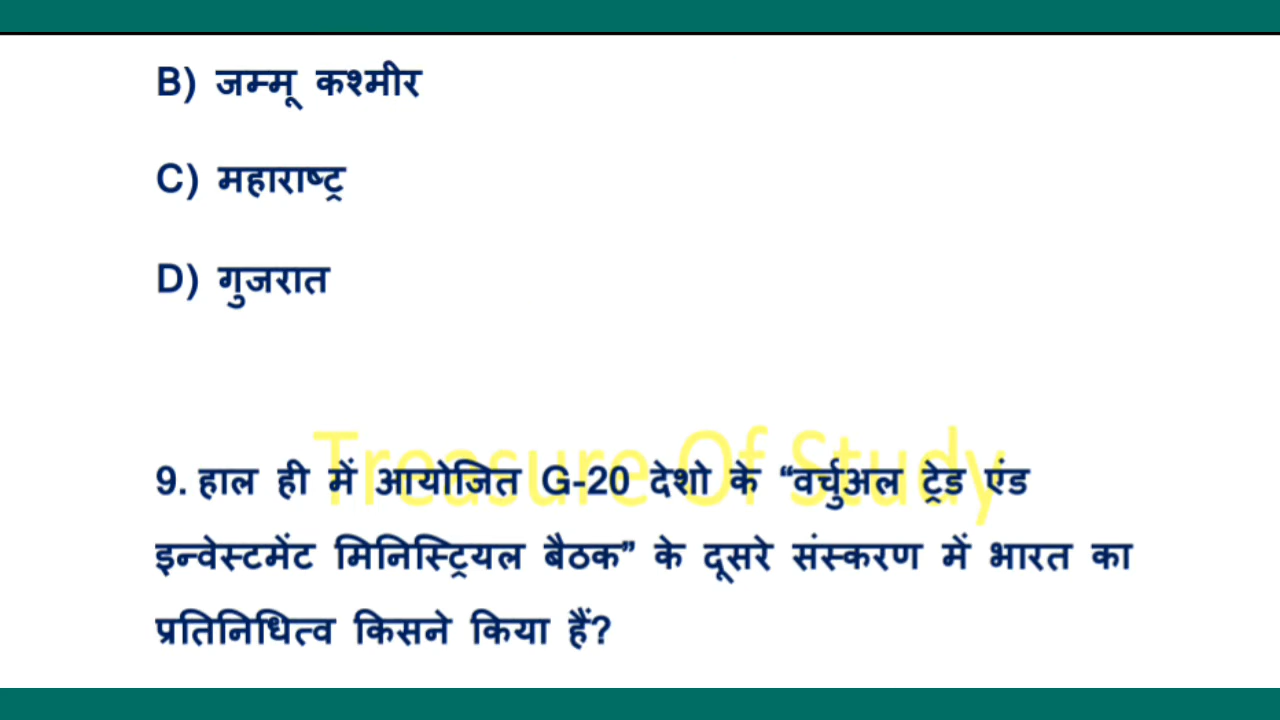 B) जम्मू कश्मीर
C) महाराष्ट्र
D) गुजरात
Treasure Of Study
9. हाल ही में आयोजित G-20 देशो के “वर्चुअल ट्रेड एंड
इन्वेस्टमेंट मिनिस्ट्रियल बैठक” के दूसरे संस्करण में भारत का
प्रतिनिधित्व किसने किया हैं?